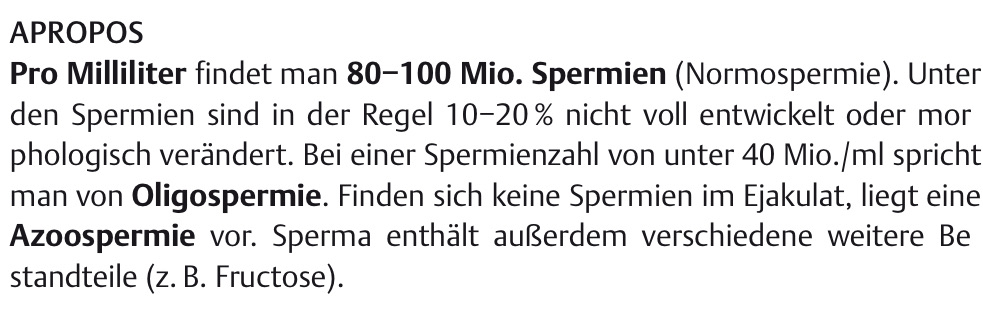 APROPOS
Pro Milliliter findet man 80–100 Mio. Spermien (Normospermie). Unter
den Spermien sind in der Regel 10–20 % nicht voll entwickelt oder mor
phologisch verändert. Bei einer Spermienzahl von unter 40 Mio./ml spricht
man von Oligospermie. Finden sich keine Spermien im Ejakulat, liegt eine
Azoospermie vor. Sperma enthält außerdem verschiedene weitere Be
standteile (z. B. Fructose).